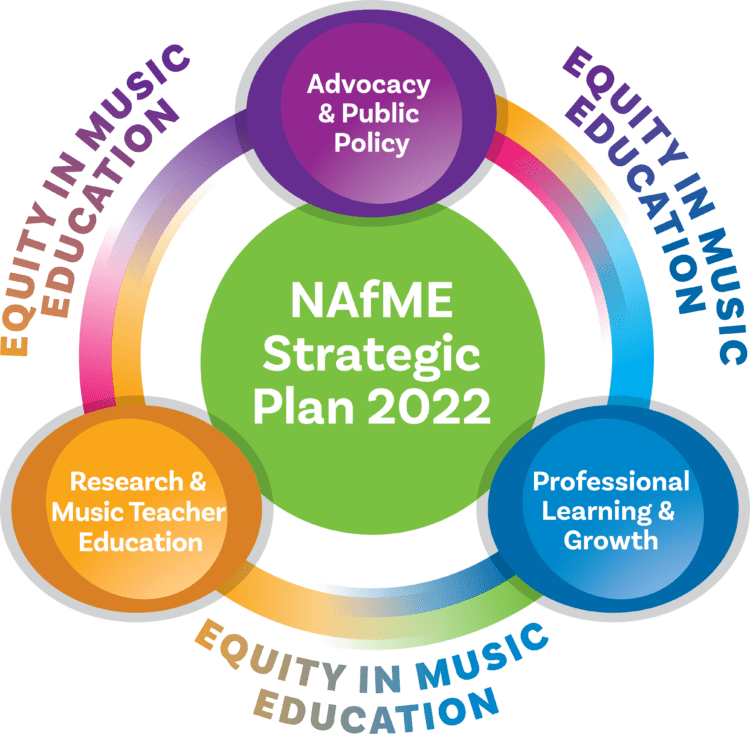 Advocacy
& Public
Policy
EQUITY IN MUSIC
EDUCATION
EQUITY IN MUSIC
EDUCATION
NAfME
Strategic
Plan 2022
Research &
Music Teacher
Education
Professional
Learning &
Growth
EQUITY IN MUSIC
EDUCATION